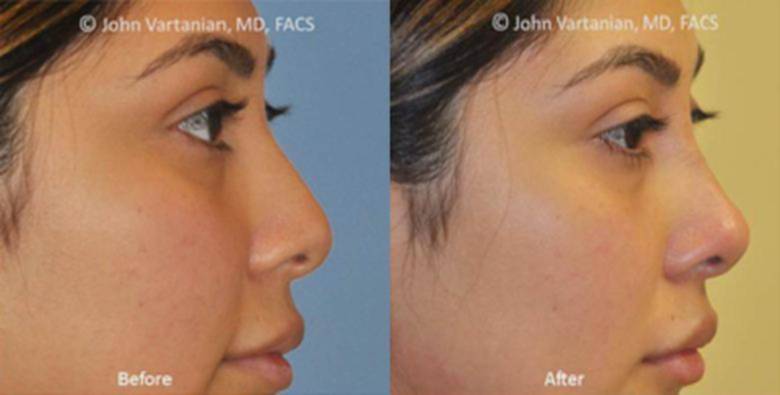 © John Vartanian, MD, FACS
© John Vartanian, MD, FACS
Before
After